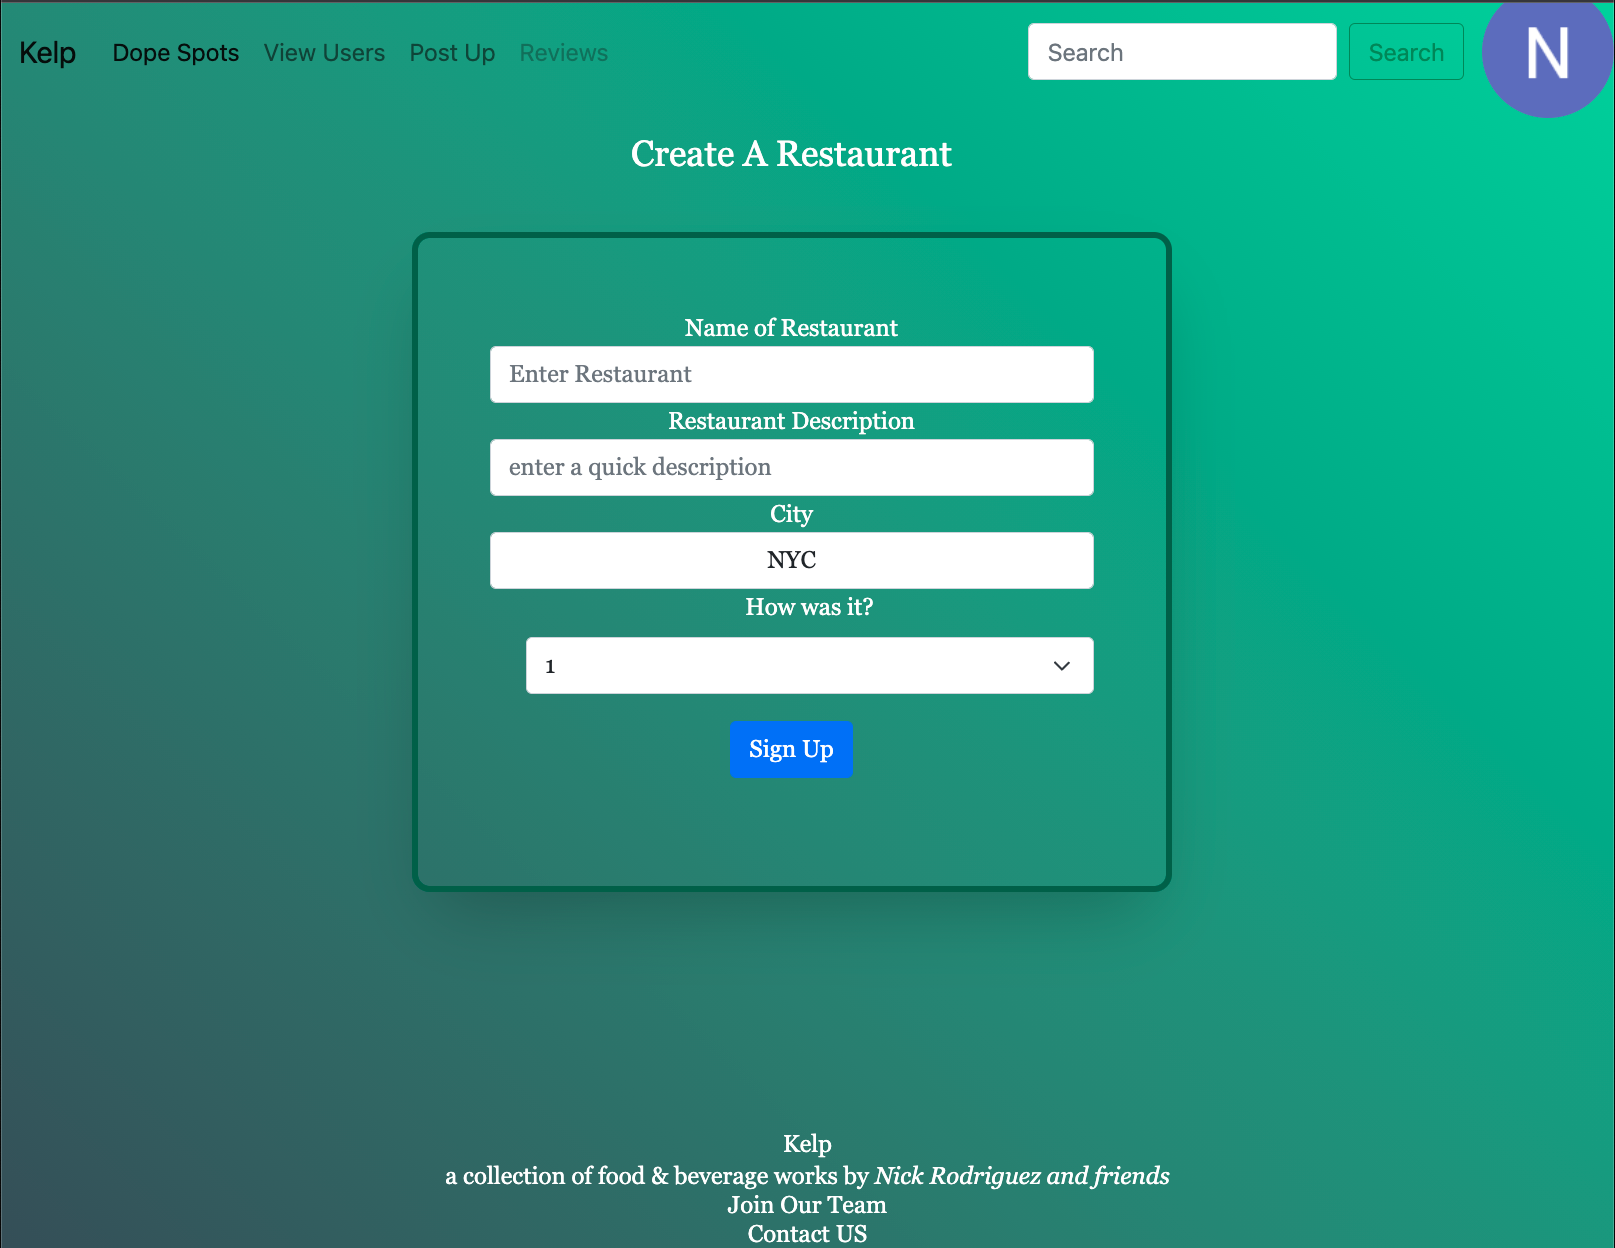 Kelp Dope Spots View Users Post Up Reviews Search Search N
Create A Restaurant
Name of Restaurant
Enter Restaurant
Restaurant Description
enter a quick description
City
NYC
How was it?
1
Sign Up
Kelp
a collection of food & beverage works by Nick Rodriguez and friends
Join Our Team
Contact US